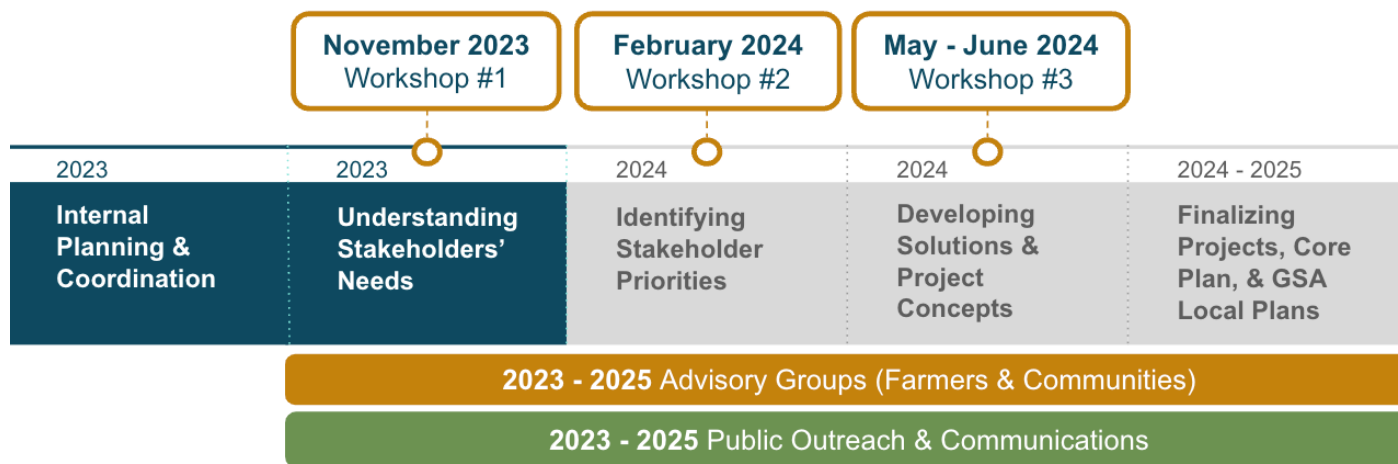 November 2023
Workshop #1
February 2024
Workshop #2
May - June 2024
Workshop #3
2023
Internal
Planning &
Coordination
2023
Understanding
Stakeholders’
Needs
2024
Identifying
Stakeholder
Priorities
2024
Developing
Solutions &
Project
Concepts
2024 - 2025
Finalizing
Projects, Core
Plan, & GSA
Local Plans
2023 - 2025 Advisory Groups (Farmers & Communities)
2023 - 2025 Public Outreach & Communications